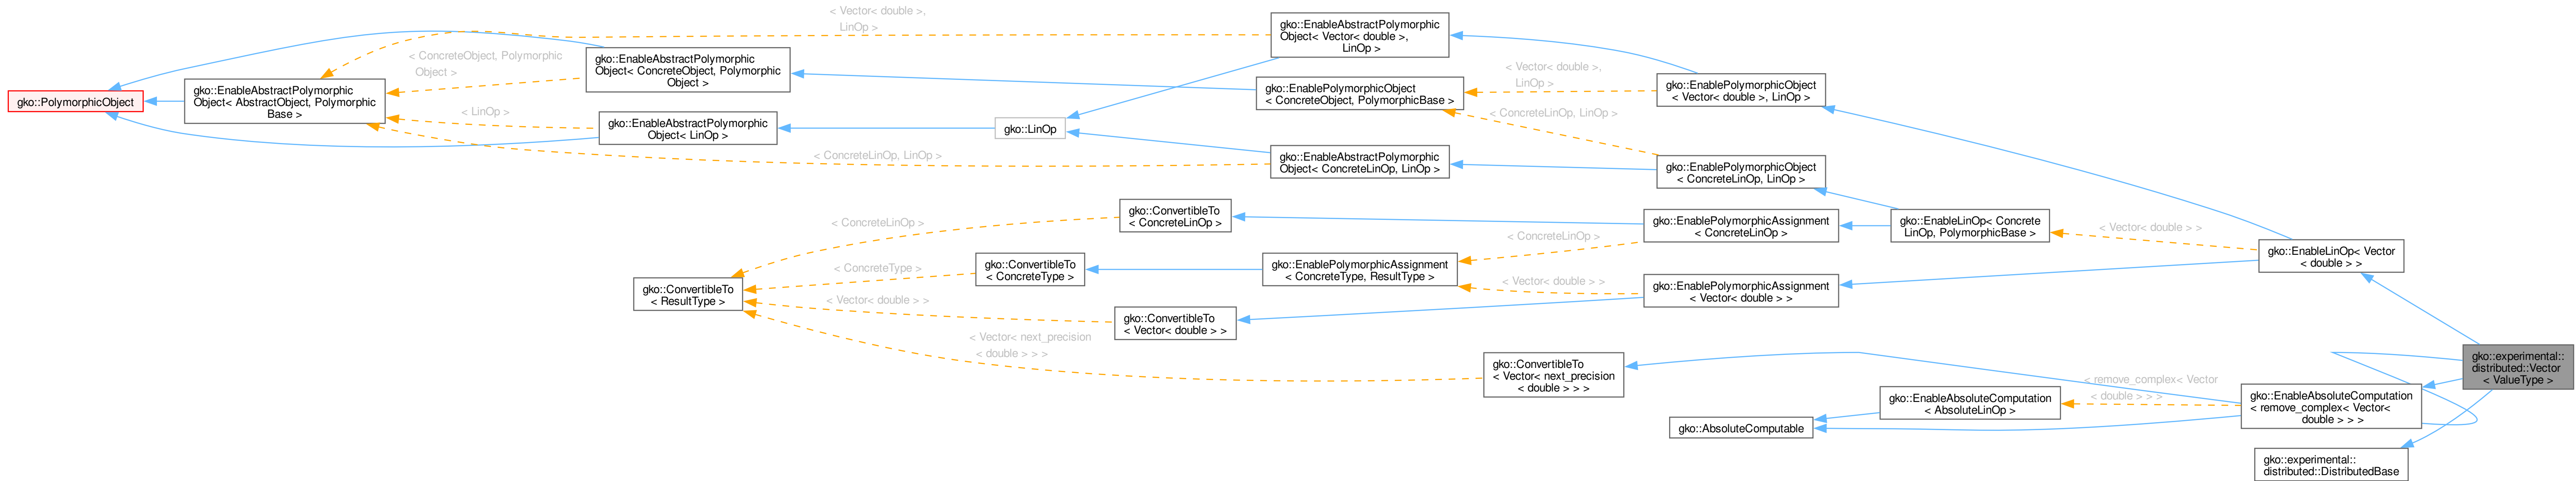 gko::PolymorphicObject
gko::EnableAbstractPolymorphic
Object< AbstractObject, Polymorphic
Base >
< Vector< double >,
LinOp >
< ConcreteObject, Polymorphic
Object >
gko::EnableAbstractPolymorphic
Object< ConcreteObject, Polymorphic
Object >
< LinOp >
gko::EnableAbstractPolymorphic
Object< LinOp >
< ConcreteLinOp, LinOp >
gko::LinOp
gko::EnableAbstractPolymorphic
Object< Vector< double >,
LinOp >
gko::EnablePolymorphicObject
< ConcreteObject, PolymorphicBase >
gko::EnableAbstractPolymorphic
Object< ConcreteLinOp, LinOp >
< Vector< double >,
LinOp >
< ConcreteLinOp, LinOp >
gko::EnablePolymorphicObject
< Vector< double >, LinOp >
gko::EnablePolymorphicObject
< ConcreteLinOp, LinOp >
gko::ConvertibleTo
< ResultType >
< ConcreteLinOp >
< ConcreteType >
< Vector< double > >
< Vector< next_precision
< double > > >
gko::ConvertibleTo
< ConcreteLinOp >
gko::ConvertibleTo
< ConcreteType >
gko::ConvertibleTo
< Vector< double > >
gko::EnablePolymorphicAssignment
< ConcreteType, ResultType >
< ConcreteLinOp >
< Vector< double > >
gko::EnablePolymorphicAssignment
< ConcreteLinOp >
gko::EnablePolymorphicAssignment
< Vector< double > >
gko::EnableLinOp< Concrete
LinOp, PolymorphicBase >
< Vector< double > >
gko::EnableLinOp< Vector
< double > >
gko::ConvertibleTo
< Vector< next_precision
< double > > >
gko::AbsoluteComputable
gko::EnableAbsoluteComputation
< AbsoluteLinOp >
< remove_complex< Vector
< double > > >
gko::EnableAbsoluteComputation
< remove_complex< Vector<
double > > >
gko::experimental::
distributed::DistributedBase
gko::experimental::
distributed::Vector
< ValueType >